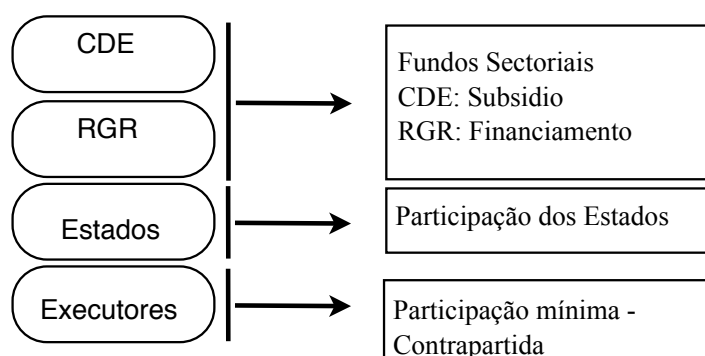 CDE
RGR
Fundos Sectoriais
CDE: Subsidio
RGR: Financiamento
Estados
Participação dos Estados
Executores
Participação mínima -
Contrapartida